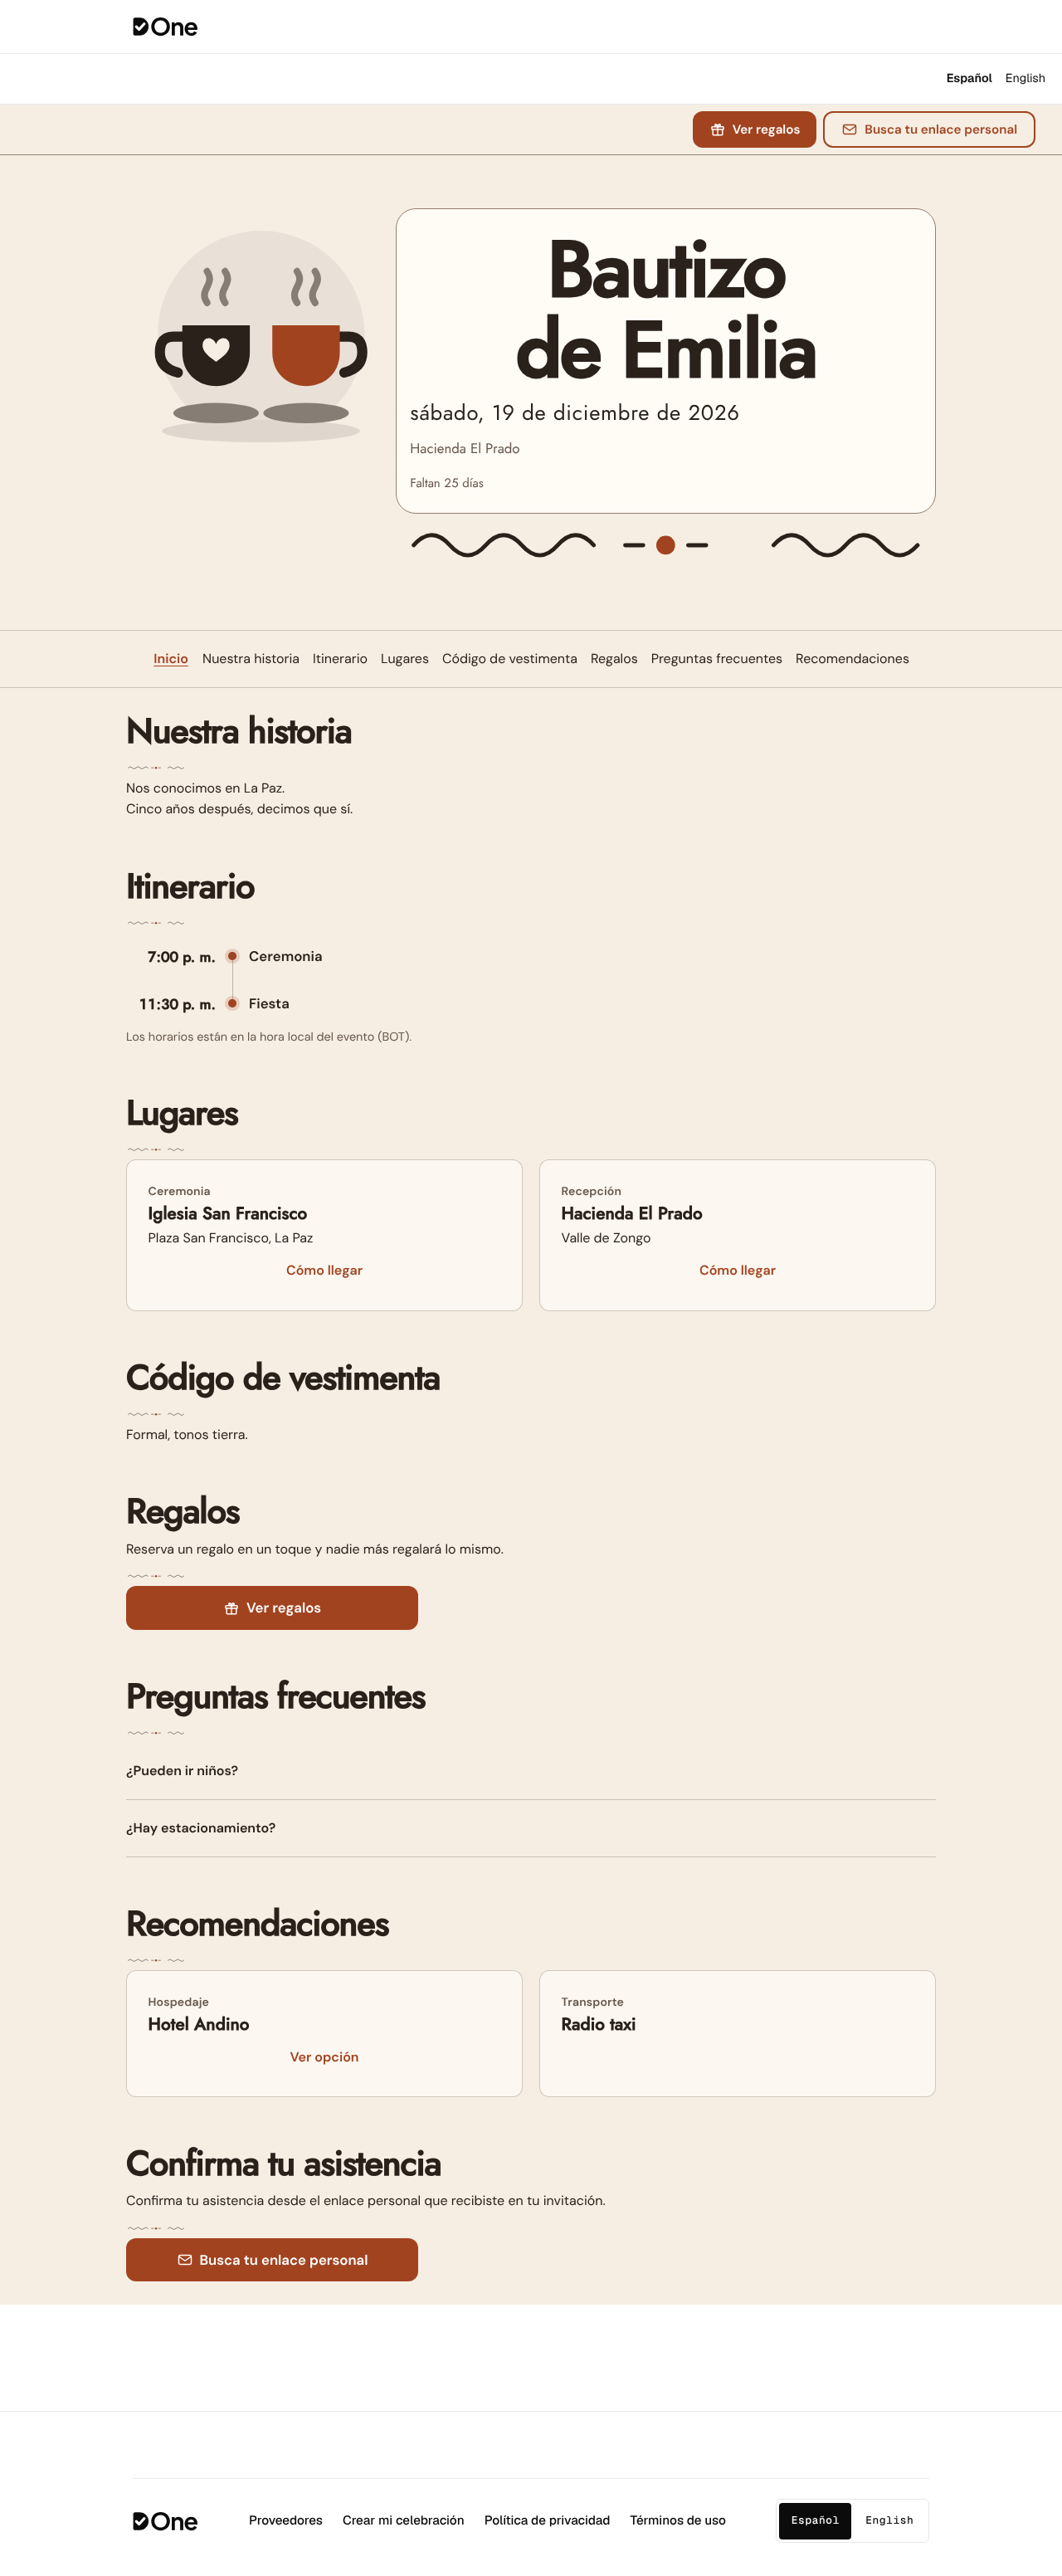 One
Español English
Ver regalos Busca tu enlace personal
Bautizo
de Emilia
sábado, 19 de diciembre de 2026
Hacienda El Prado
Faltan 25 días
Inicio Nuestra historia Itinerario Lugares Código de vestimenta Regalos Preguntas frecuentes Recomendaciones
Nuestra historia
Nos conocimos en La Paz.
Cinco años después, decimos que sí.
Itinerario
7:00 p. m. Ceremonia
11:30 p. m. Fiesta
Los horarios están en la hora local del evento (BOT).
Lugares
Ceremonia
Iglesia San Francisco
Plaza San Francisco, La Paz
Cómo llegar
Recepción
Hacienda El Prado
Valle de Zongo
Cómo llegar
Código de vestimenta
Formal, tonos tierra.
Regalos
Reserva un regalo en un toque y nadie más regalará lo mismo.
Ver regalos
Preguntas frecuentes
¿Pueden ir niños?
¿Hay estacionamiento?
Recomendaciones
Hospedaje
Hotel Andino
Ver opción
Transporte
Radio taxi
Confirma tu asistencia
Confirma tu asistencia desde el enlace personal que recibiste en tu invitación.
Busca tu enlace personal
One
Proveedores Crear mi celebración Política de privacidad Términos de uso Español English